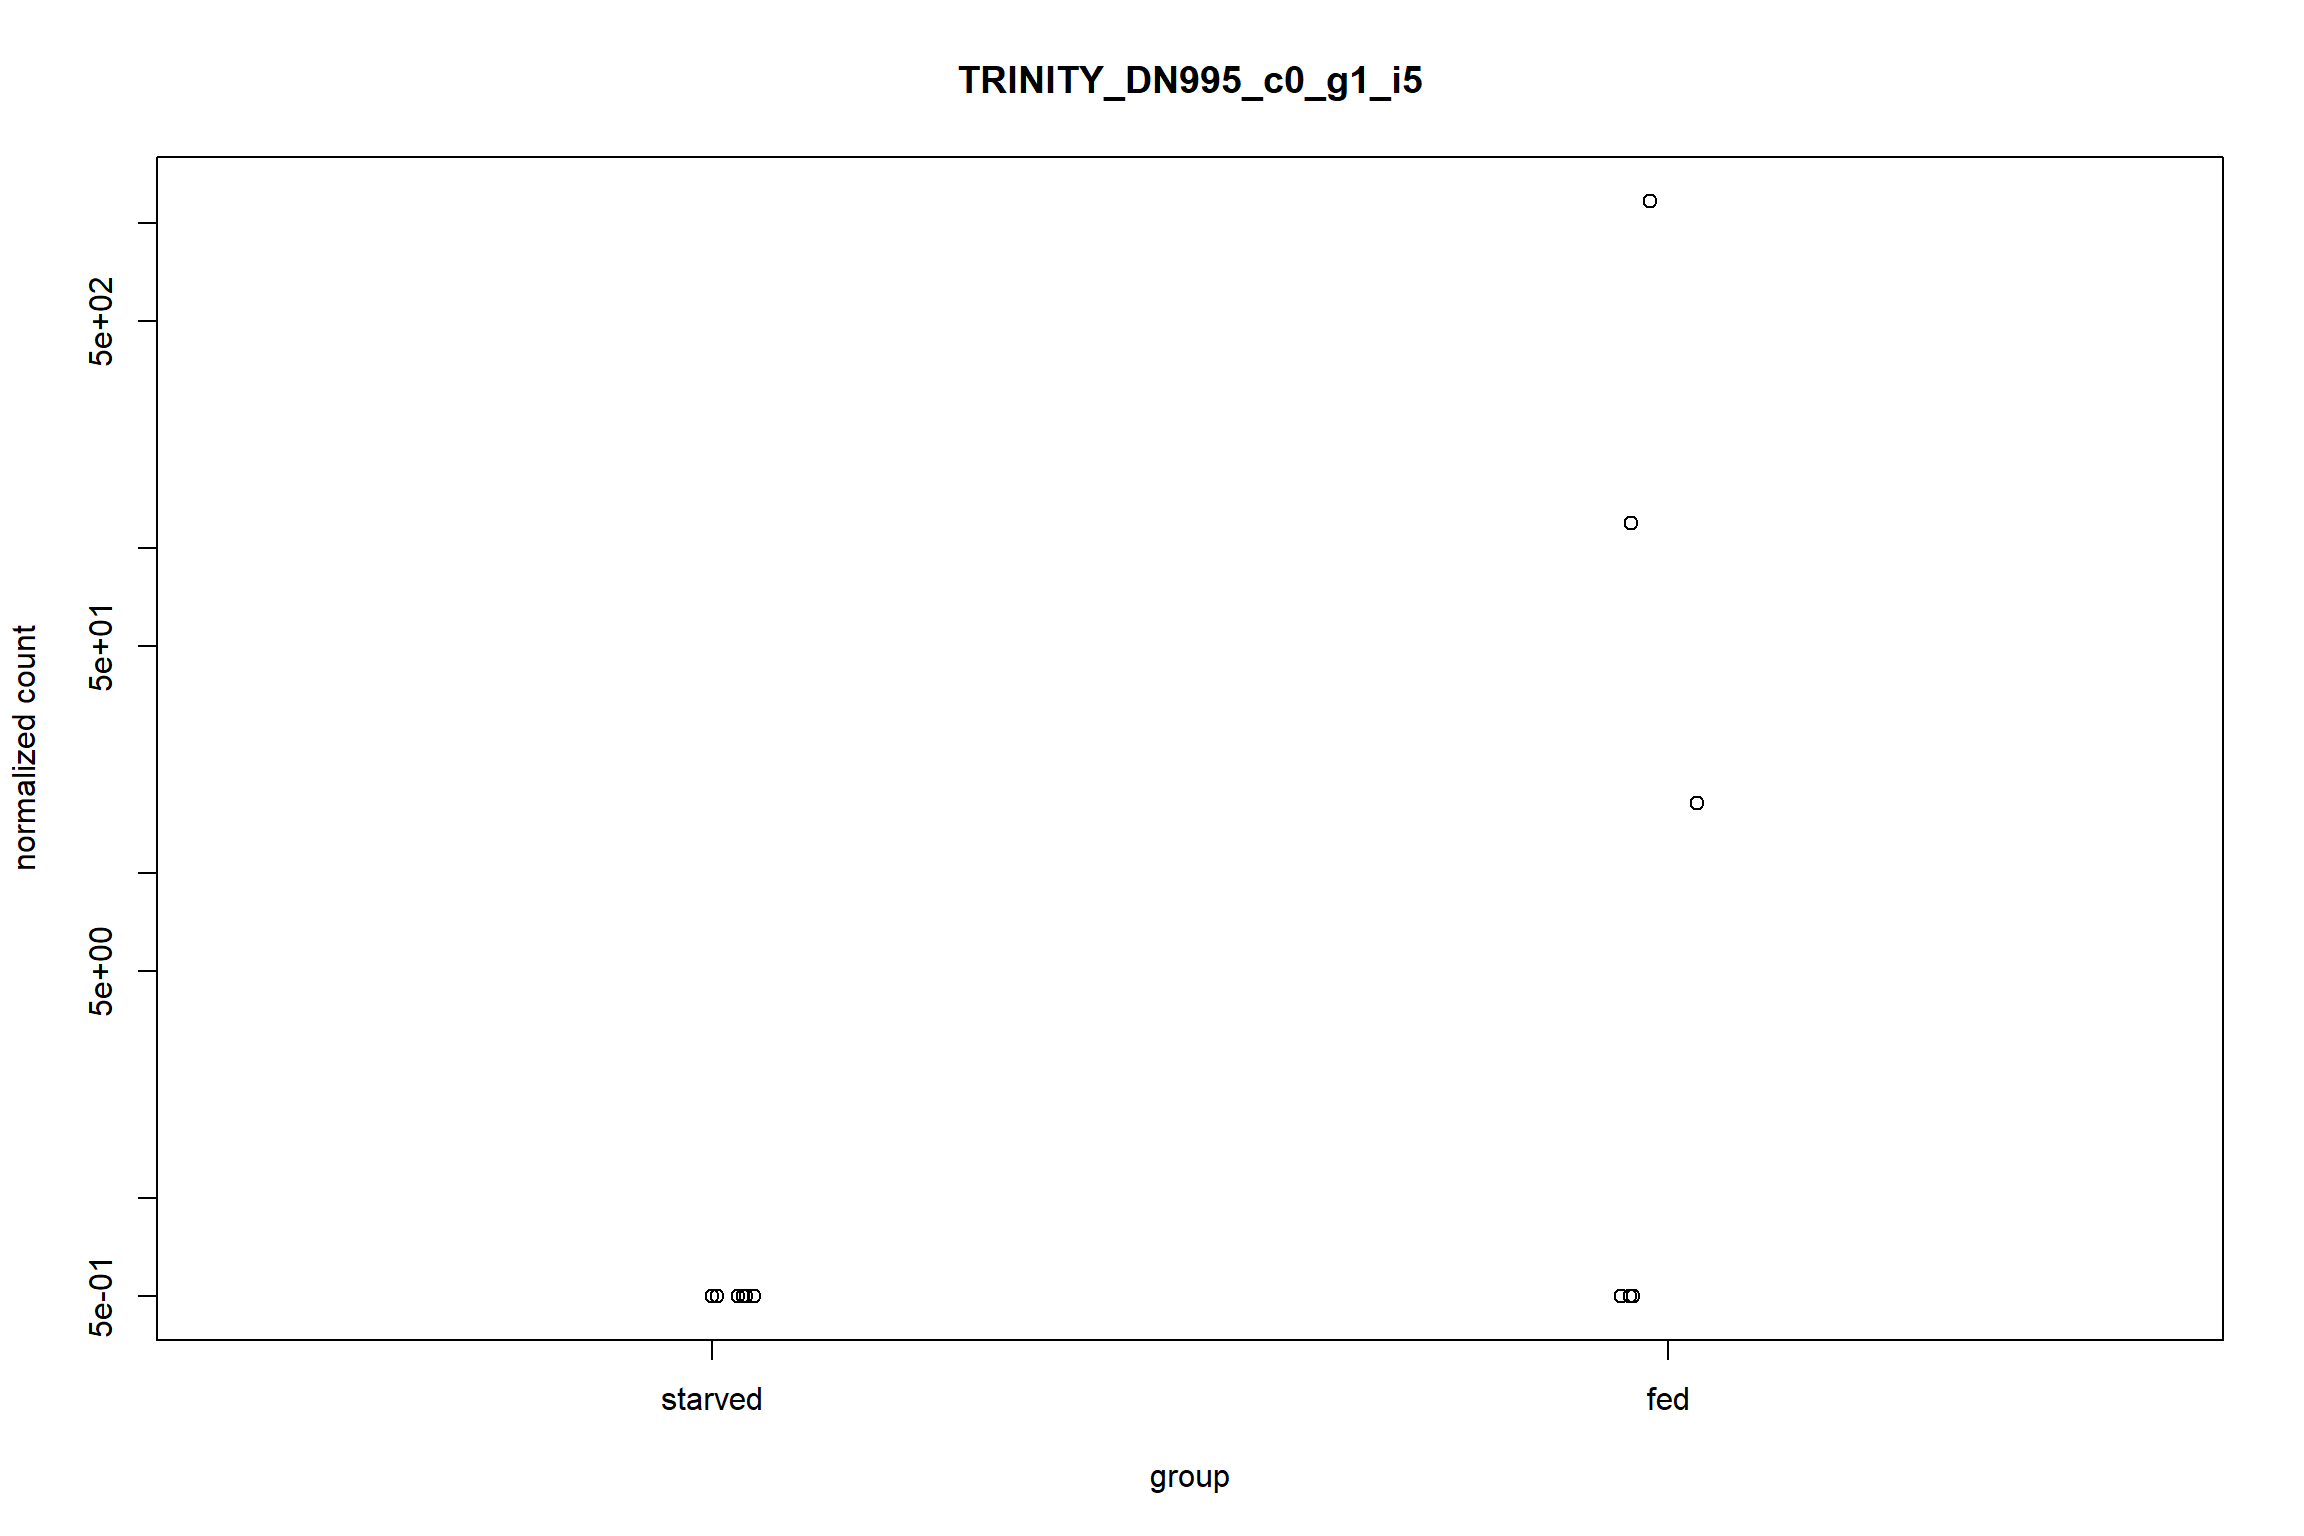 TRINITY_DN995_c0_g1_i5
normalized count
5e+02
5e+01
5e+00
5e-01
starved
fed
group